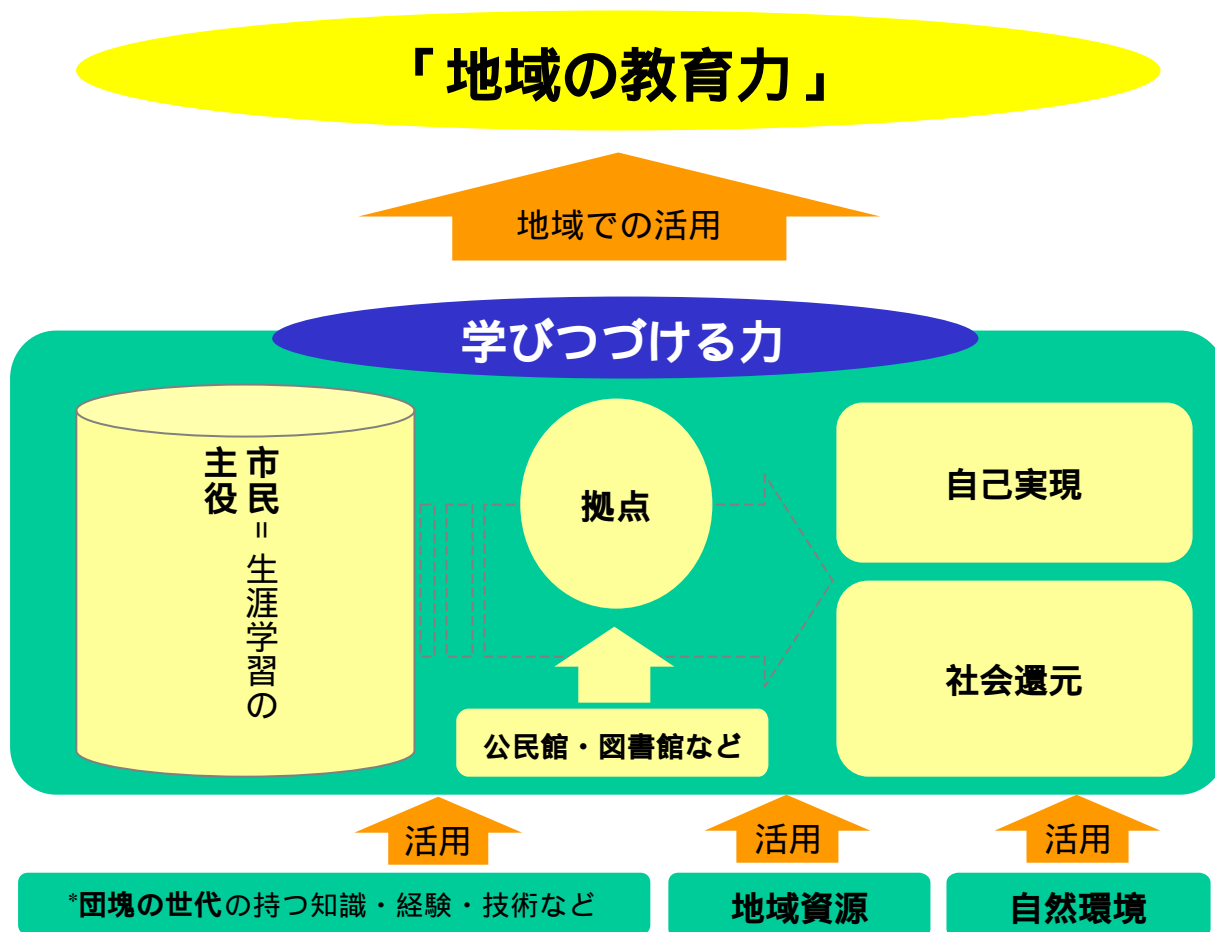 「地域の教育力」
地域での活用
学びつづける力
市民＝生涯学習の
主役
拠点
公民館・図書館など
自己実現
社会還元
活用
活用
活用
*団塊の世代の持つ知識・経験・技術など
地域資源
自然環境